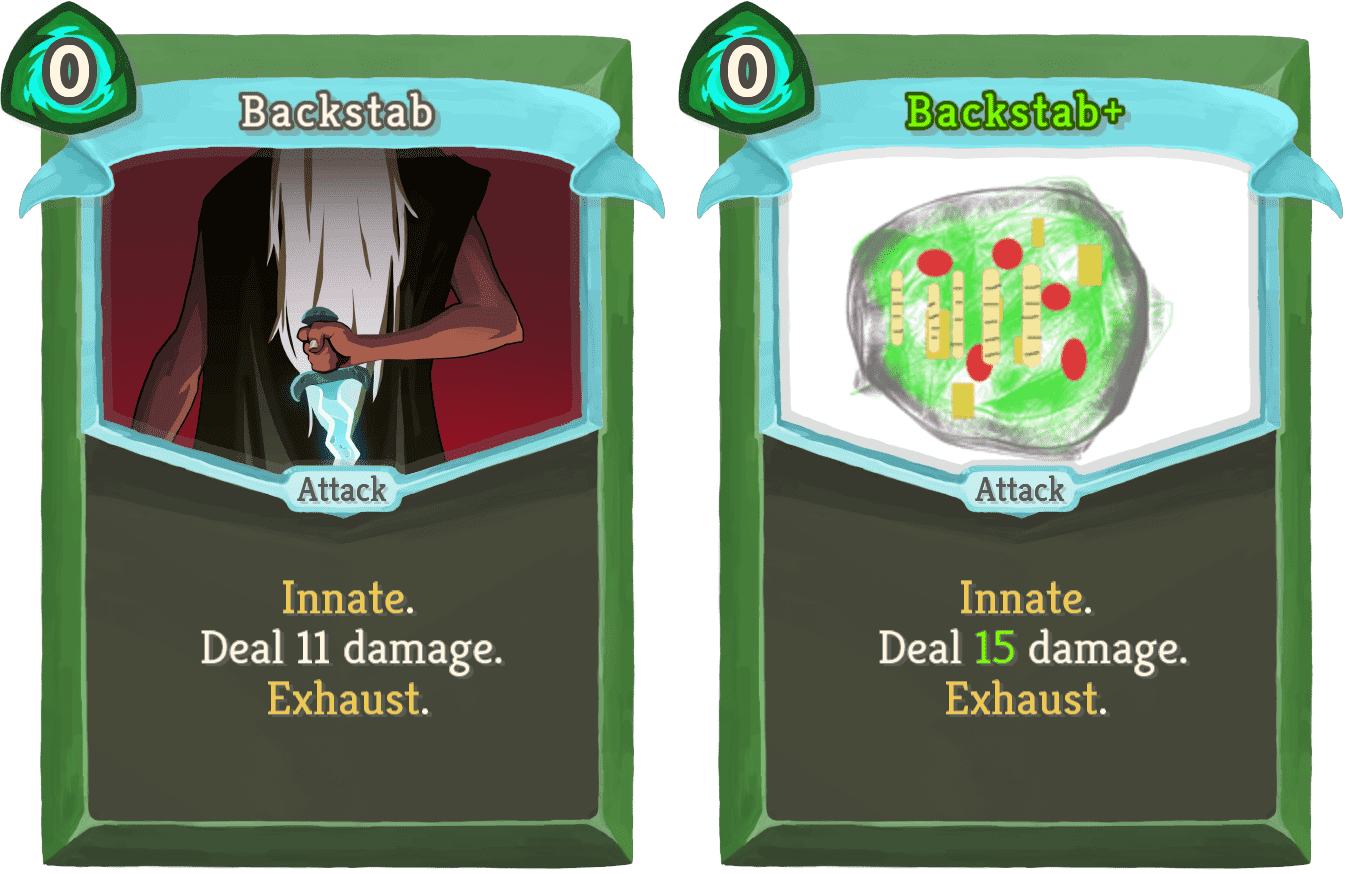 0
Backstab
Attack
Innate.
Deal 11 damage.
Exhaust.
0
Backstab+
Attack
Innate.
Deal 15 damage.
Exhaust.